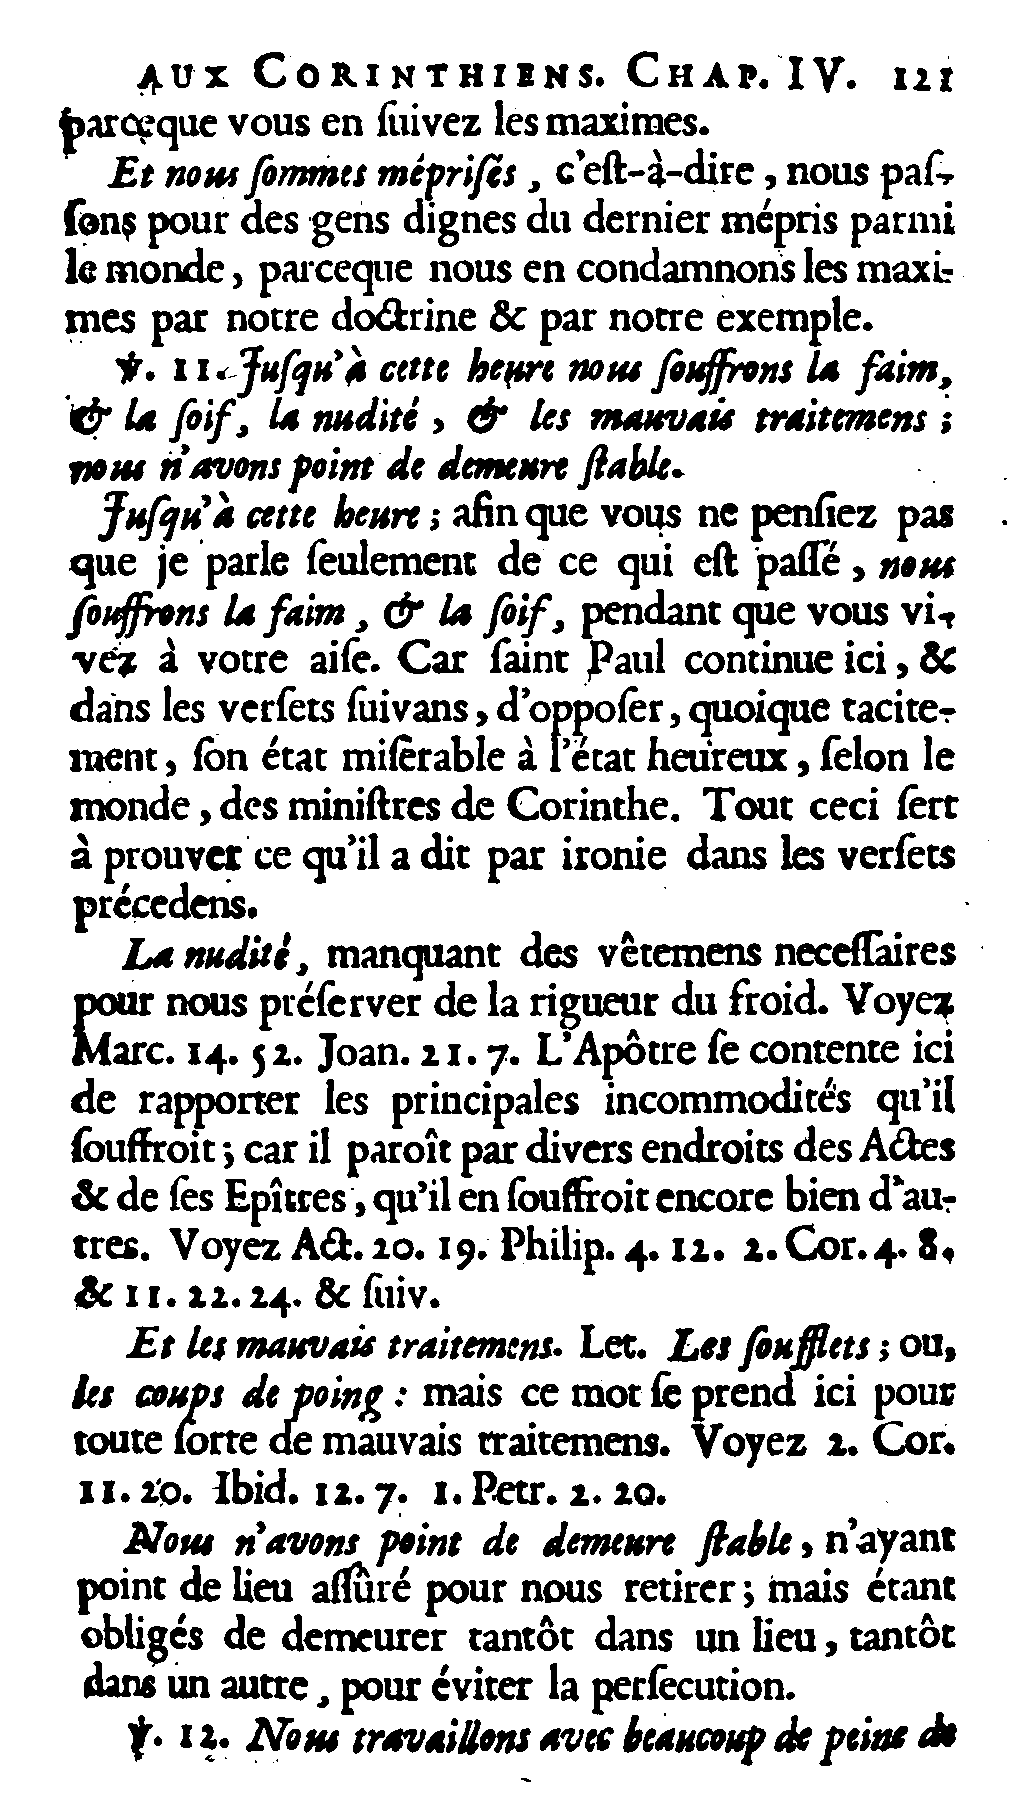 AUX CORINTHIENS. CHAP. IV. 121
parceque vous en ſuivez les maximes.
Et nous ſommes mépriſés, c'eſt-à-dire, nous paſ-
ſons pour des gens dignes du dernier mépris parmi
le monde, parceque nous en condamnons les maxi-
mes par notre doctrine & par notre exemple.
℣. 11. Juſqu'à cette heure nous ſouffrons la faim,
& la ſoif, la nudité, & les mauvais traitemens;
nous n'avons point de demeure ſtable.
Juſqu'à cette heure; afin que vous ne penſiez pas
que je parle ſeulement de ce qui eſt paſſé, nous
ſouffrons la faim, & la ſoif, pendant que vous vi-
vez à votre aiſe. Car ſaint Paul continue ici, &
dans les verſets ſuivans, d'oppoſer, quoique tacite-
ment, ſon état miſerable à l'état heureux, ſelon le
monde, des miniſtres de Corinthe. Tout ceci ſert
à prouver ce qu'il a dit par ironie dans les verſets
précedens.
La nudité, manquant des vêtemens neceſſaires
pour nous préſerver de la rigueur du froid. Voyez
Marc. 14. 52. Joan. 21. 7. L'Apôtre ſe contente ici
de rapporter les principales incommodités qu'il
ſouffroit; car il paroît par divers endroits des Actes
& de ſes Epîtres, qu'il en ſouffroit encore bien d'au-
tres. Voyez Act. 20. 19. Philip. 4. 12. 2. Cor. 4. 8,
& 11. 22. 24. & ſuiv.
Et les mauvais traitemens. Let. Les ſoufflets; ou,
les coups de poing: mais ce mot ſe prend ici pour
toute ſorte de mauvais traitemens. Voyez 2. Cor.
11. 20. Ibid. 12. 7. 1. Petr. 2. 20.
Nous n'avons point de demeure ſtable, n'ayant
point de lieu aſſûré pour nous retirer; mais étant
obligés de demeurer tantôt dans un lieu, tantôt
dans un autre, pour éviter la perſecution.
℣. 12. Nous travaillons avec beaucoup de peine de